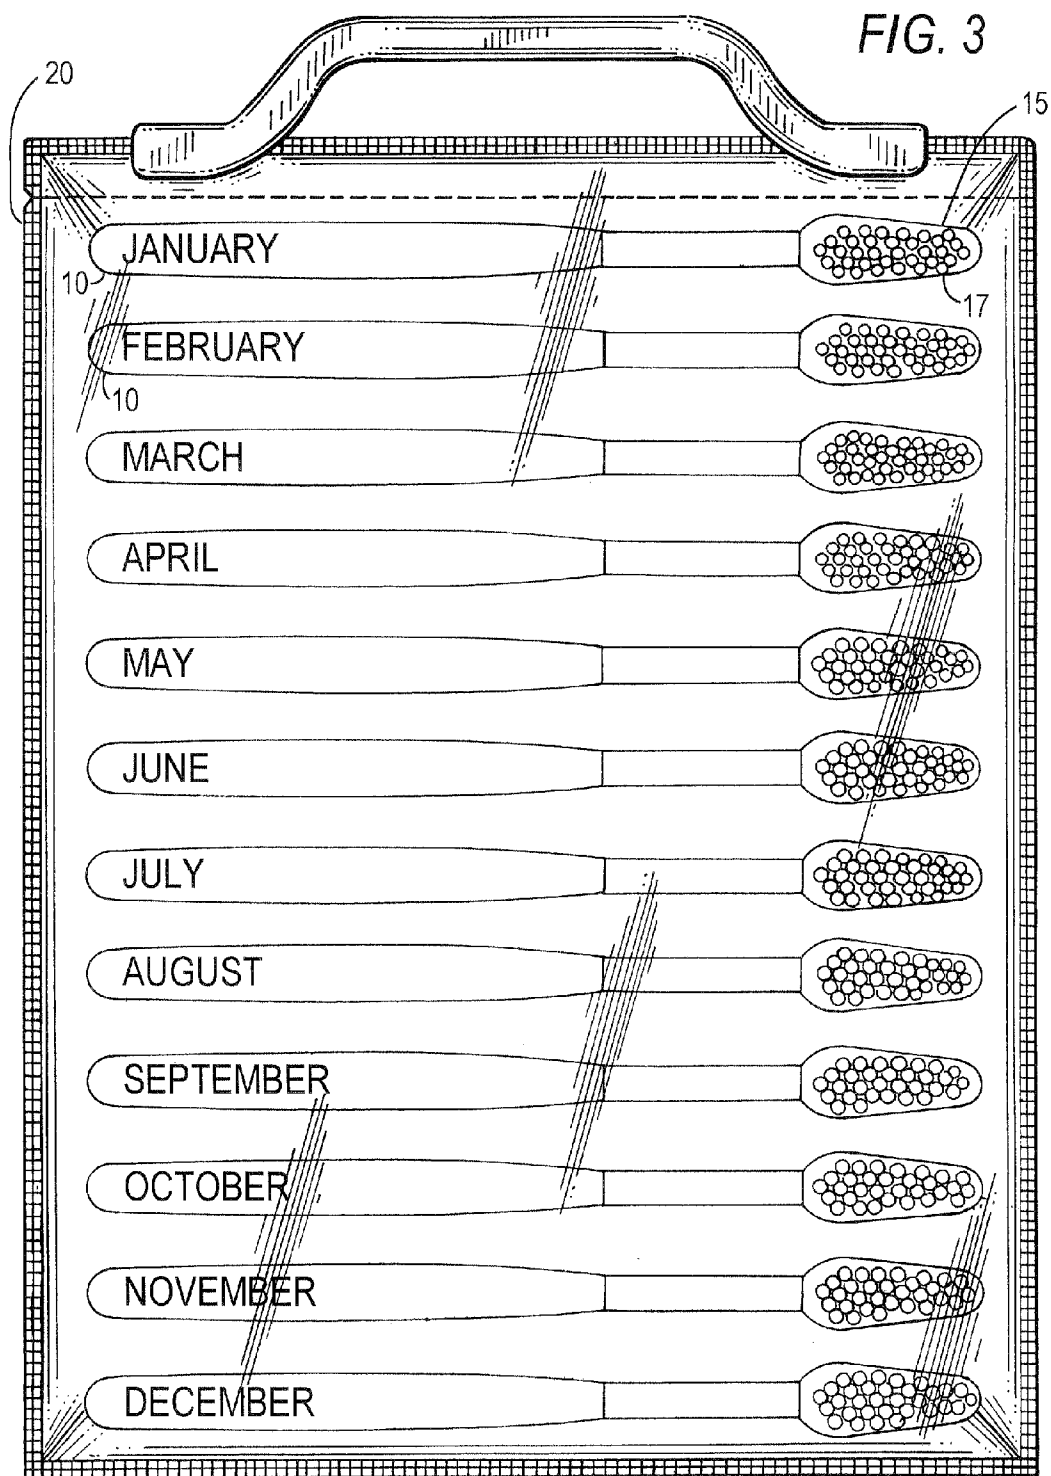 FIG. 3
20
15
JANUARY
10
17
FEBRUARY
10
MARCH
APRIL
MAY
JUNE
JULY
AUGUST
SEPTEMBER
OCTOBER
NOVEMBER
DECEMBER